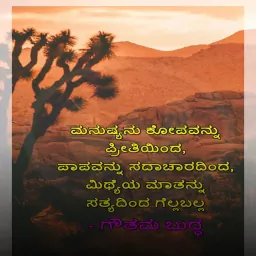 ಮನುಷ್ಯನು ಕೋಪವನ್ನು
ಪ್ರೀತಿಯಿಂದ,
ಪಾಪವನ್ನು ಸದಾಚಾರದಿಂದ,
ಮಿಥ್ಯೆಯ ಮಾತನ್ನು
ಸತ್ಯದಿಂದ ಗೆಲ್ಲಬಲ್ಲ
- ಗೌತಮ ಬುದ್ಧ